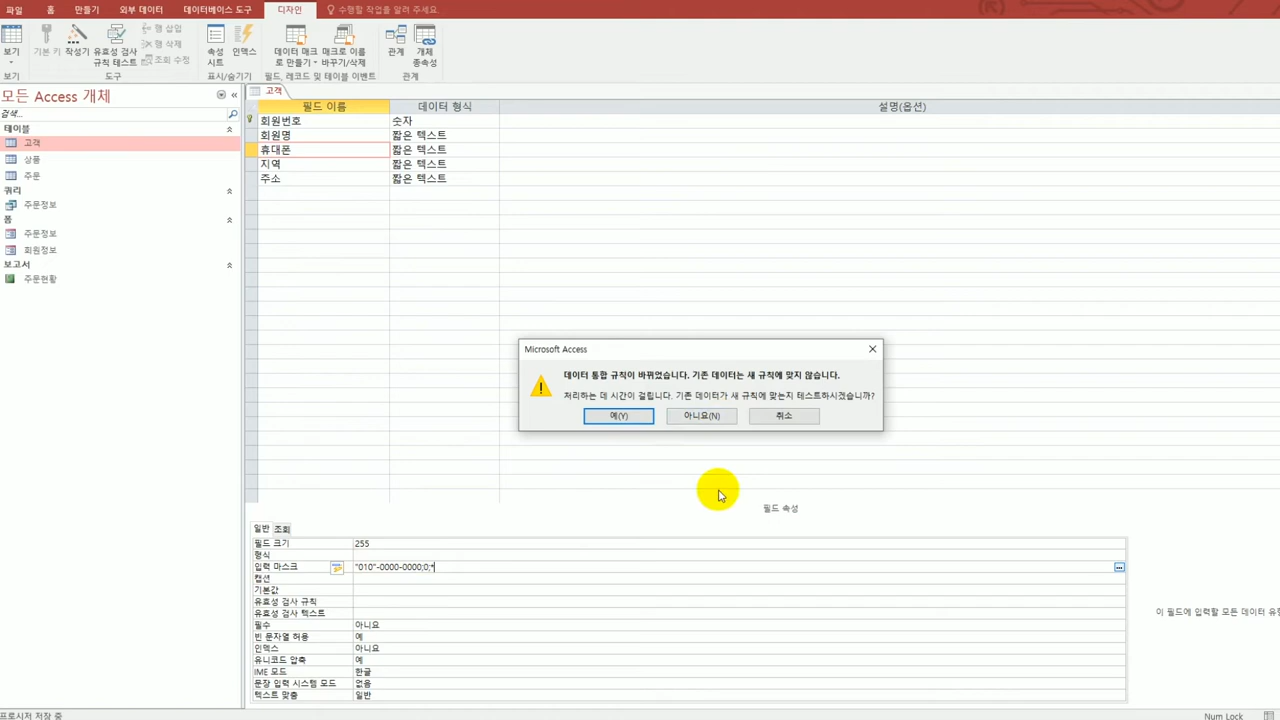 파일 홈 만들기 외부 데이터 데이터베이스 도구 디자인 수행할 작업을 알려 주세요.
보기 기본 키 작성기 유효성 검사 규칙 테스트 행 삽입 행 삭제 조회 수정 속성 시트 인덱스 데이터 매크로 만들기 매크로 이름 바꾸기/삭제 관계 개체 종속성
보기 도구 표시/숨기기 필드, 레코드 및 테이블 이벤트 관계
모든 Access 개체 «
고객
검색...
필드 이름 데이터 형식 설명(옵션)
테이블
고객
상품
주문
쿼리
주문정보
폼
주문정보
회원정보
보고서
주문현황
회원번호 숫자
회원명 짧은 텍스트
휴대폰 짧은 텍스트
지역 짧은 텍스트
주소 짧은 텍스트
Microsoft Access
데이터 통합 규칙이 바뀌었습니다. 기존 데이터는 새 규칙에 맞지 않습니다.
처리하는 데 시간이 걸립니다. 기존 데이터가 새 규칙에 맞는지 테스트하시겠습니까?
예(Y) 아니요(N) 취소
필드 속성
일반 조회
필드 크기 255
형식
입력 마스크 "010"-0000-0000;0;*
캡션
기본값
유효성 검사 규칙
유효성 검사 텍스트
필수 아니요
빈 문자열 허용 예
인덱스 아니요
유니코드 압축 예
IME 모드 한글
문장 입력 시스템 모드 없음
텍스트 맞춤 일반
이 필드에 입력할 모든 데이터
프로시저 저장 중
Num Lock